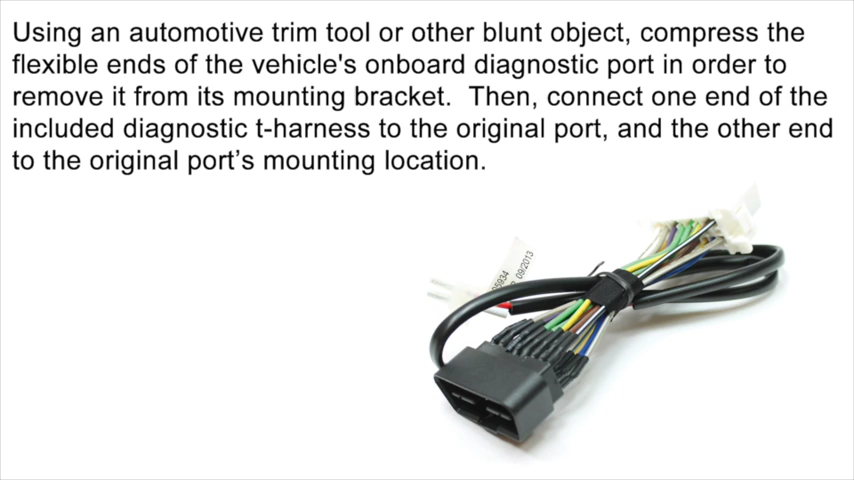 Using an automotive trim tool or other blunt object, compress the
flexible ends of the vehicle's onboard diagnostic port in order to
remove it from its mounting bracket.  Then, connect one end of the
included diagnostic t-harness to the original port, and the other end
to the original port’s mounting location.
09/2013